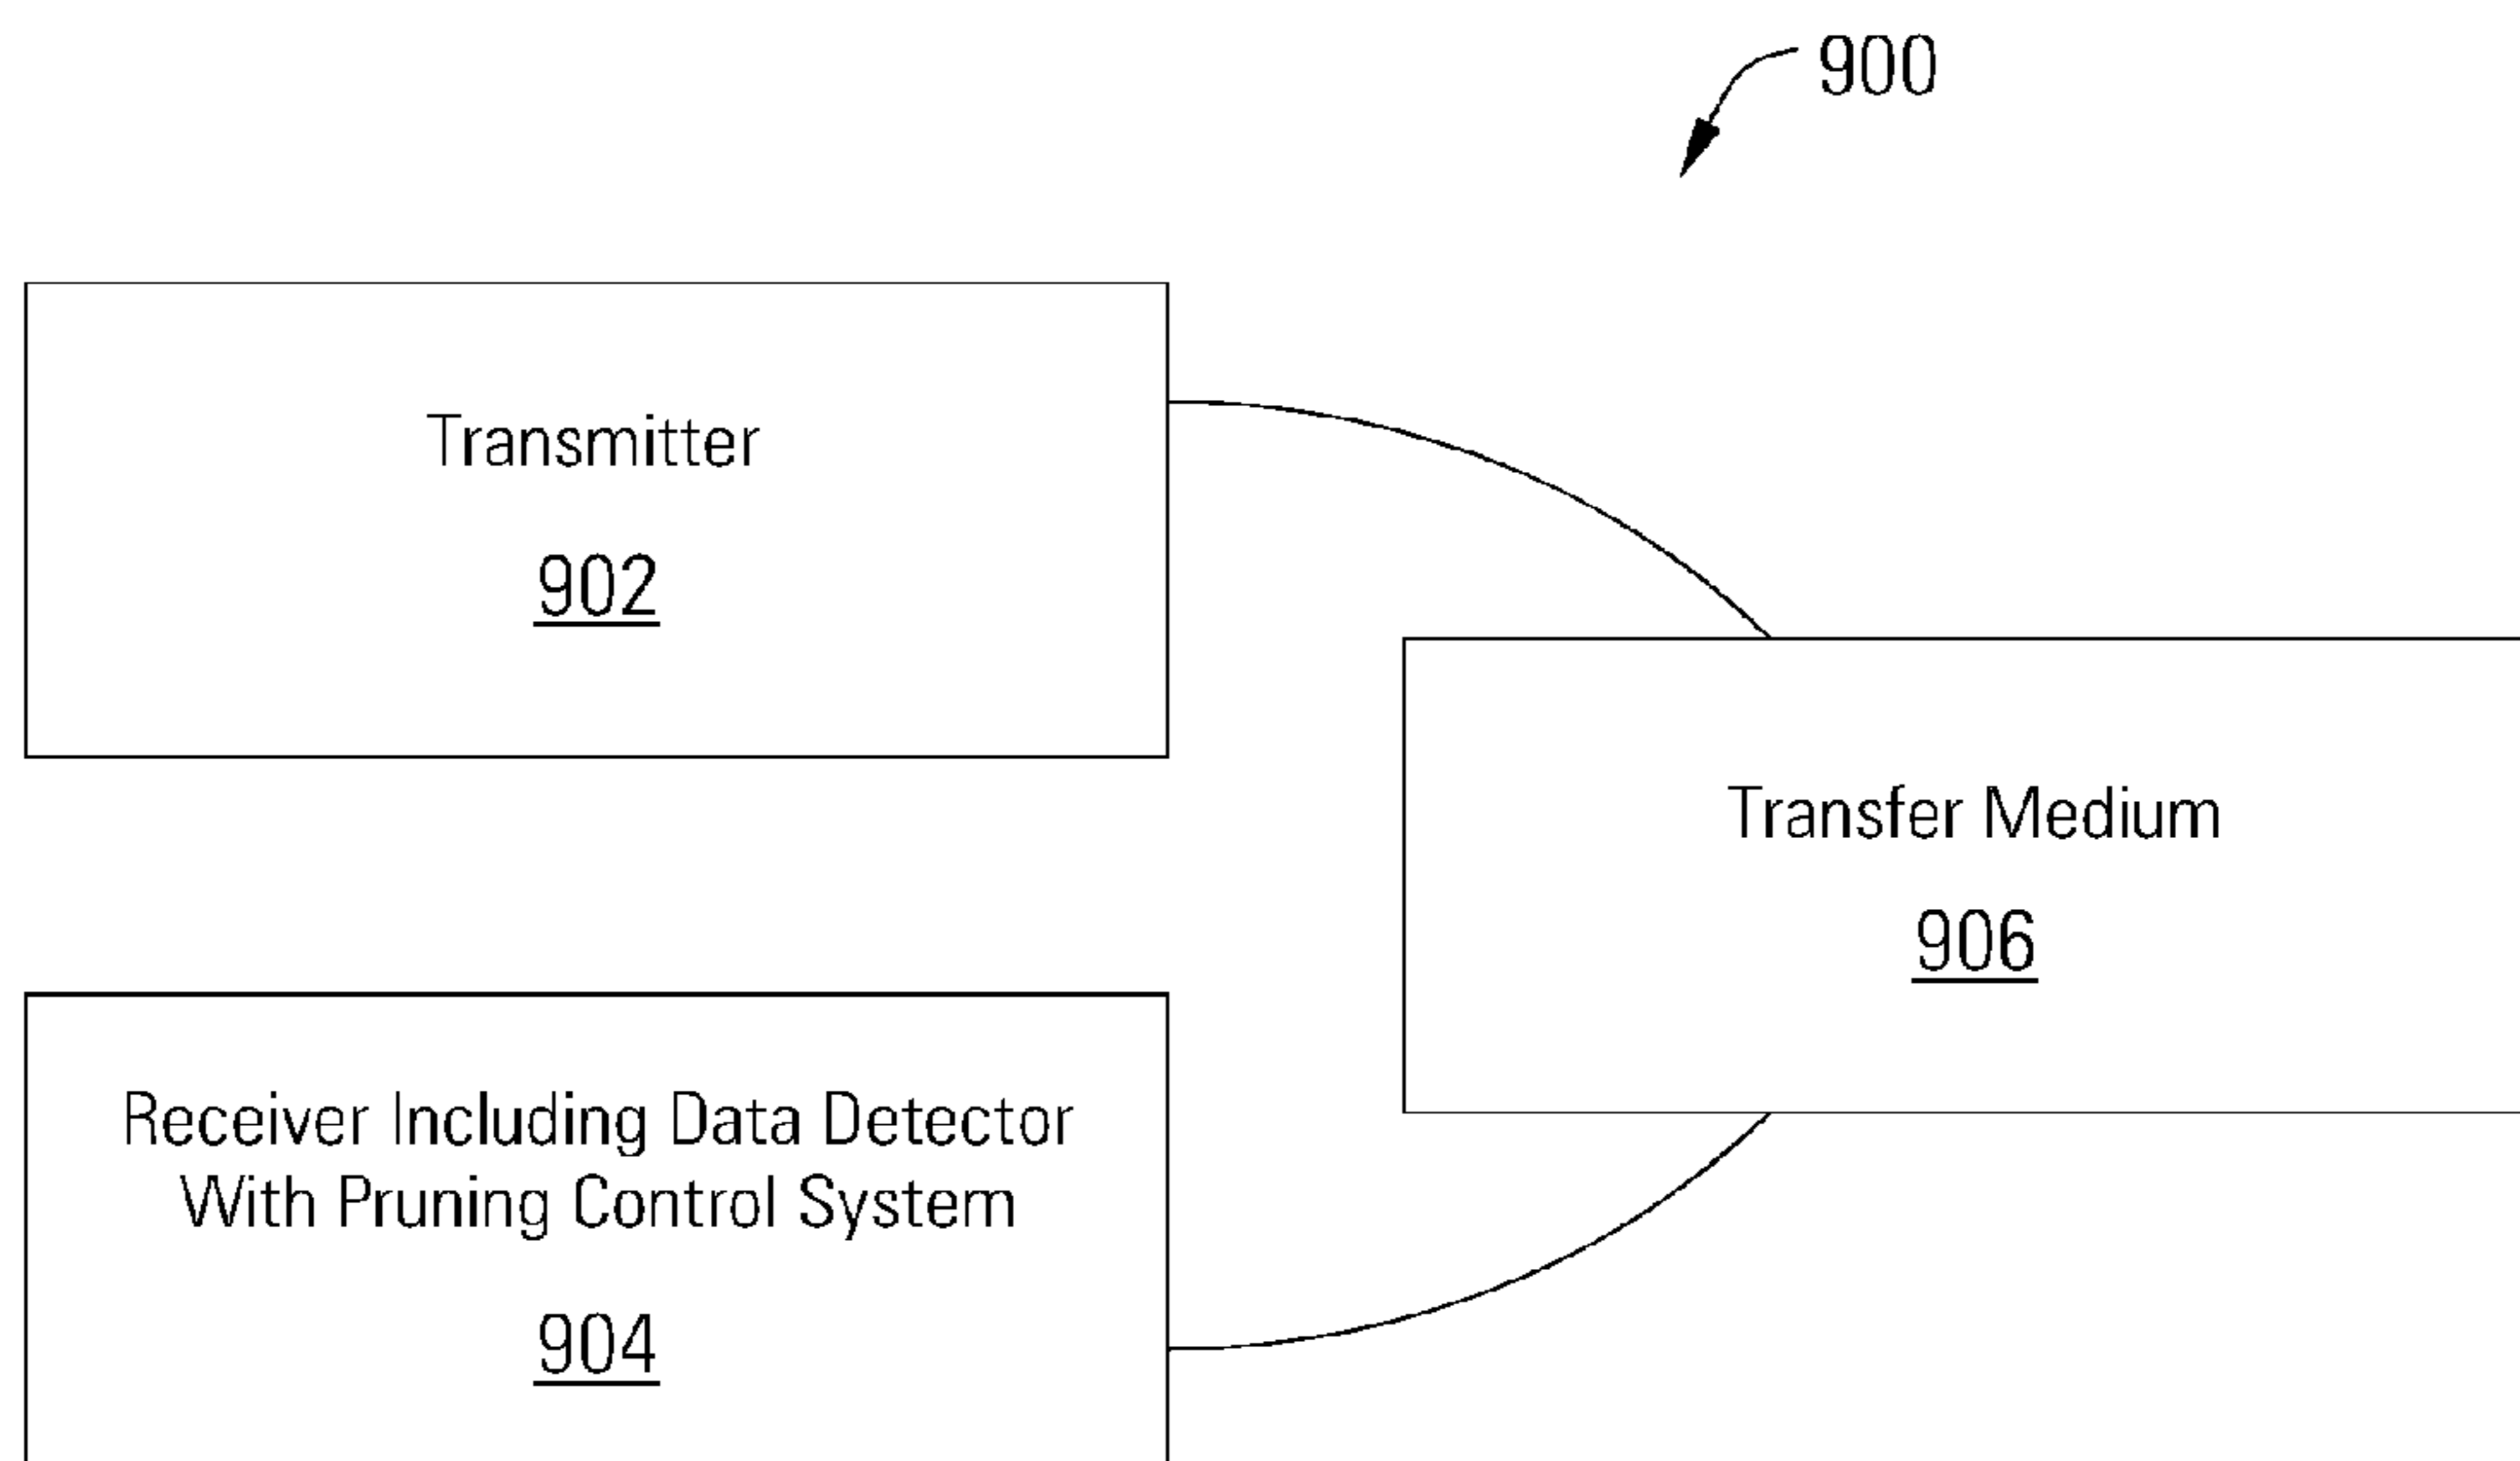 900
Transmitter
902
Transfer Medium
906
Receiver Including Data Detector
With Pruning Control System
904